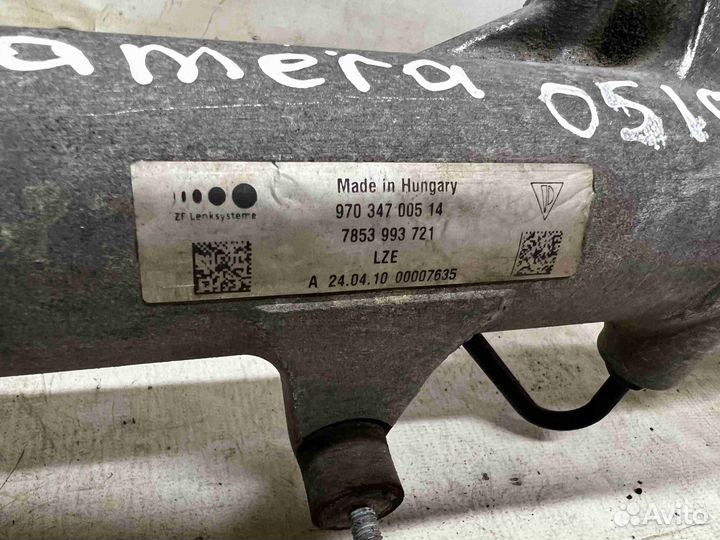 amera 051
ZF Lenksysteme
Made in Hungary
970 347 005 14
7853 993 721
LZE
A 24.04.10 00007635
Avito